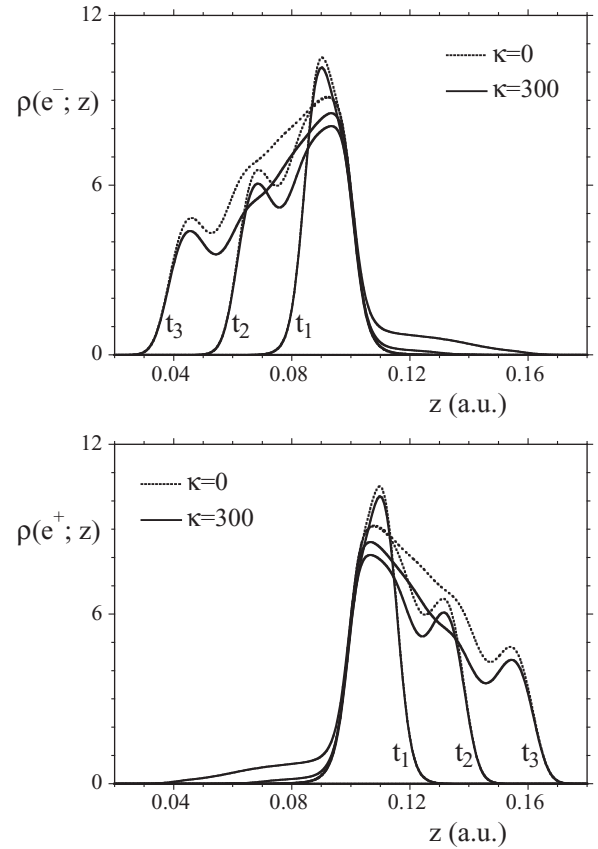 12
κ=0
ρ(e⁻; z)
κ=300
6
t₃ t₂ t₁
0
0.04 0.08 0.12 0.16
z (a.u.)
12
κ=0
ρ(e⁺; z)
κ=300
6
t₁ t₂ t₃
0
0.04 0.08 0.12 0.16
z (a.u.)